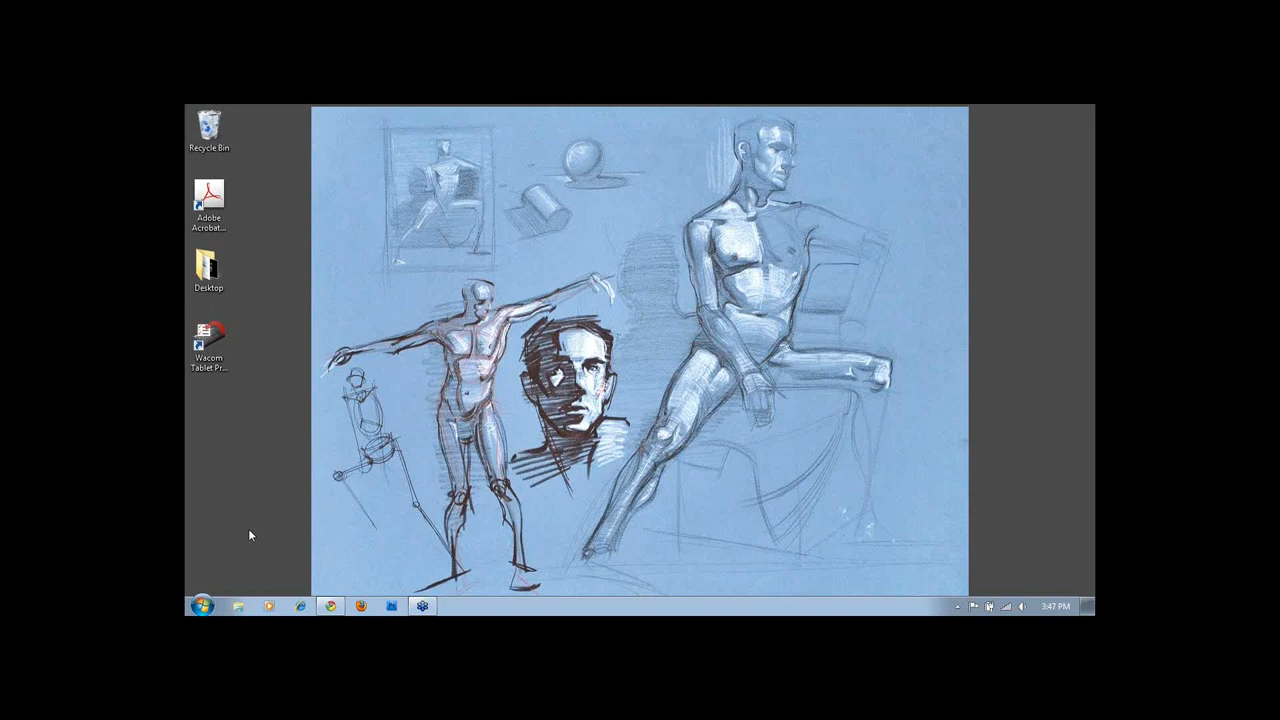 Recycle Bin
Adobe
Acrobat...
Desktop
Wacom
Tablet Pr...
3:47 PM